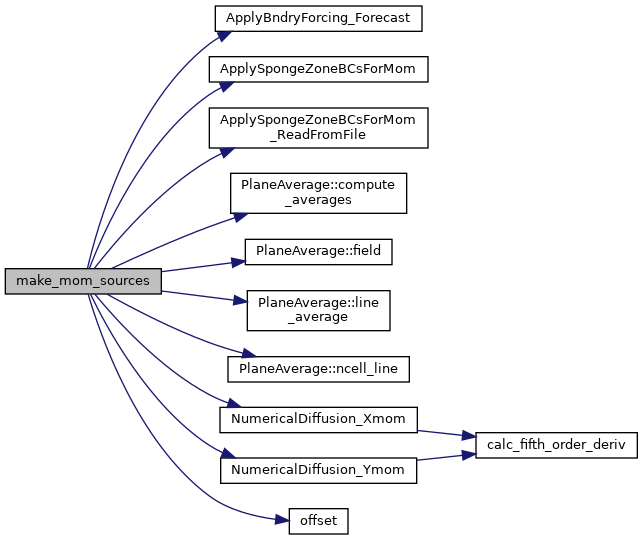 ApplyBndryForcing_Forecast
ApplySpongeZoneBCsForMom
ApplySpongeZoneBCsForMom
_ReadFromFile
PlaneAverage::compute
_averages
PlaneAverage::field
make_mom_sources
PlaneAverage::line
_average
PlaneAverage::ncell_line
NumericalDiffusion_Xmom
calc_fifth_order_deriv
NumericalDiffusion_Ymom
offset